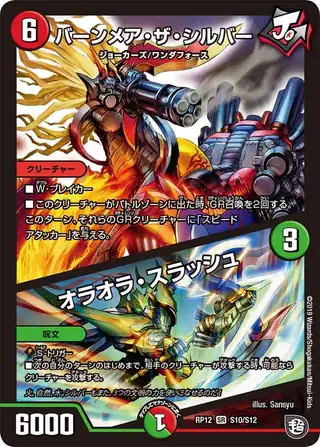 6
バーンメア・ザ・シルバー
ジョーカーズ/ワンダフォース
J
クリーチャー
■W・ブレイカー
■このクリーチャーがバトルゾーンに出た時、GR召喚を2回する。
このターン、それらのGRクリーチャーに「スピード
アタッカー」を与える。
3
オラオラ・スラッシュ
呪文
■S・トリガー
■次の自分のターンのはじめまで、相手のクリーチャーが攻撃する時、可能なら
クリーチャーを攻撃する。
©2019 Wizards/Shogakukan/Mitsui-Kids
illus. Sansyu
6000
1
RP12 SR S10/S12